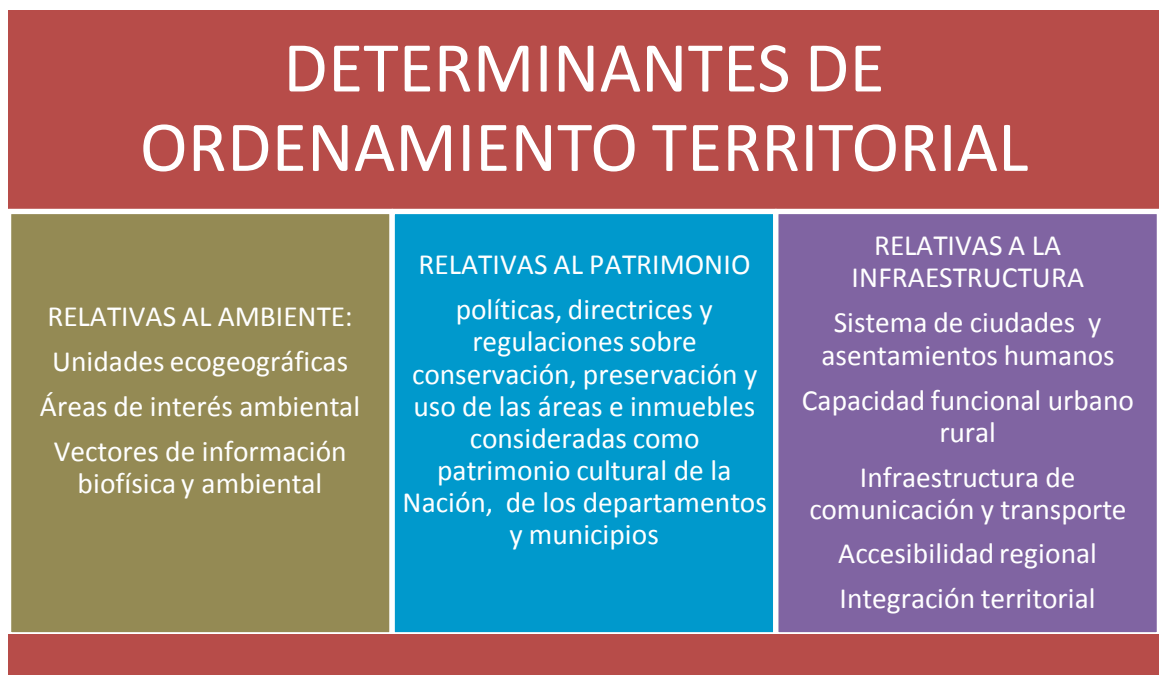 DETERMINANTES DE
ORDENAMIENTO TERRITORIAL
RELATIVAS AL AMBIENTE:
Unidades ecogeográficas
Áreas de interés ambiental
Vectores de información
biofísica y ambiental
RELATIVAS AL PATRIMONIO
políticas, directrices y
regulaciones sobre
conservación, preservación y
uso de las áreas e inmuebles
consideradas como
patrimonio cultural de la
Nación, de los departamentos
y municipios
RELATIVAS A LA
INFRAESTRUCTURA
Sistema de ciudades y
asentamientos humanos
Capacidad funcional urbano
rural
Infraestructura de
comunicación y transporte
Accesibilidad regional
Integración territorial